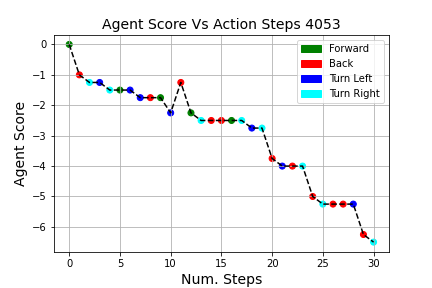 Agent Score Vs Action Steps 4053
Forward
Back
Turn Left
Turn Right
Agent Score
0
−1
−2
−3
−4
−5
−6
0 5 10 15 20 25 30
Num. Steps